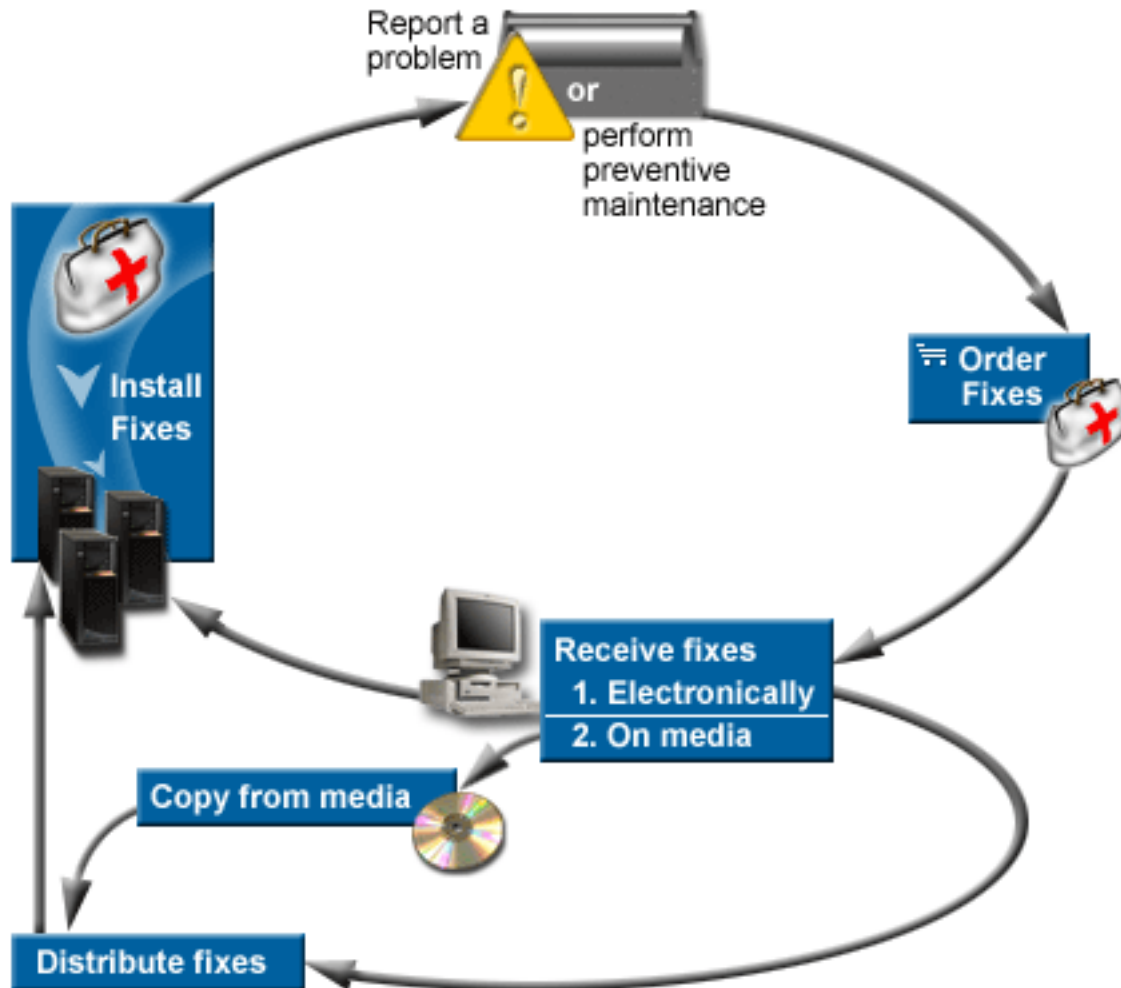 Report a
problem
or
perform
preventive
maintenance
Order
Fixes
Install
Fixes
Receive fixes
1. Electronically
2. On media
Copy from media
Distribute fixes